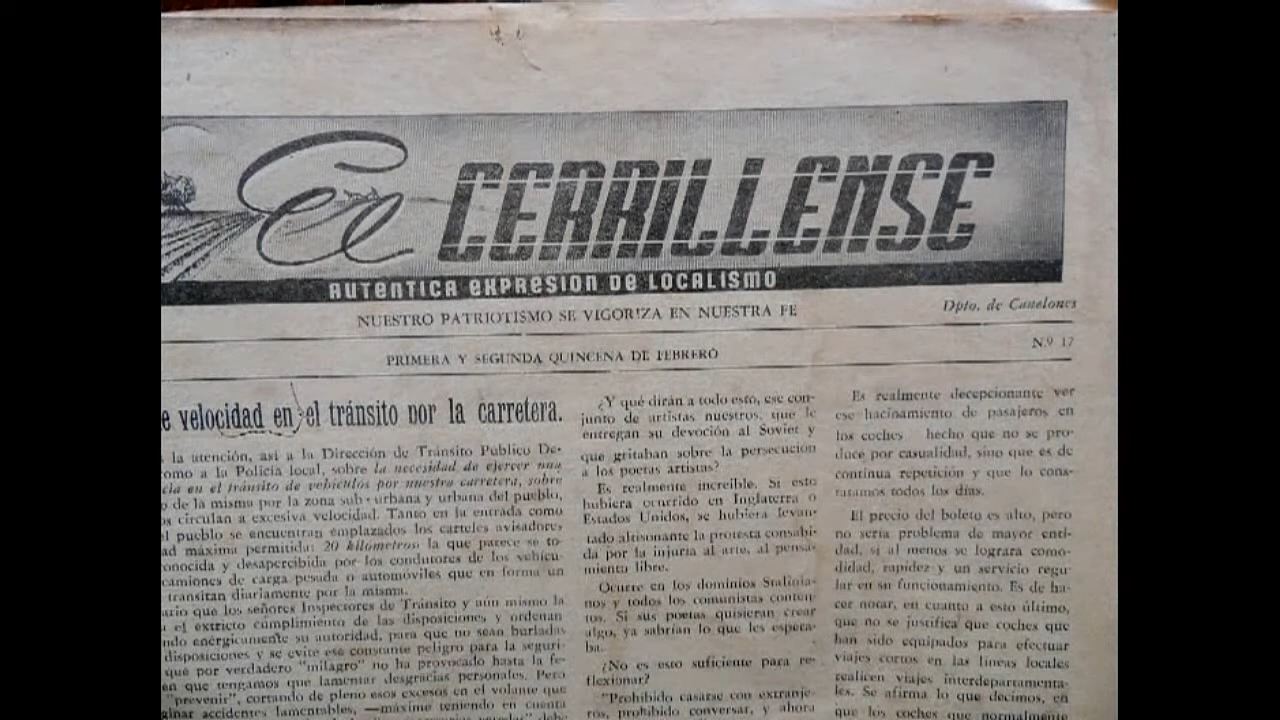 El CERRILLENSE
AUTENTICA EXPRESION DE LOCALISMO
NUESTRO PATRIOTISMO SE VIGORIZA EN NUESTRA FE
Dpto. de Canelones
PRIMERA Y SEGUNDA QUINCENA DE FEBRERO
N.º 17
e velocidad en el tránsito por la carretera.
la atención, así a la Dirección de Tránsito Público De-
omo a la Policía local, sobre la necesidad de ejercer una
cia en el tránsito de vehículos por nuestra carretera, sobre
o de la misma por la zona sub-urbana y urbana del pueblo,
s circulan a excesiva velocidad. Tanto en la entrada como
l pueblo se encuentran emplazados los carteles avisadores
ad máxima permitida: 20 kilometros la que parece se to-
onocida y desapercibida por los condutores de los vehícu-
camiones de carga pesada o automóviles que en forma un
transitan diariamente por la misma.
ario que los señores Inspectores de Tránsito y aún mismo la
el extricto cumplimiento de las disposiciones y ordenan
ndo enérgicamente su autoridad, para que no sean burladas
disposiciones y se evite ese constante peligro para la seguri-
que por verdadero "milagro" no ha provocado hasta la fe-
en que tengamos que lamentar desgracias personales. Pero
"prevenir", cortando de pleno esos excesos en el volante que
ginar accidentes lamentables, —máxime teniendo en cuenta
¿Y qué dirán a todo esto, ese con-
junto de artistas nuestros, que le
entregan su devoción al Soviet y
que gritaban sobre la persecución
a los poetas artistas?
Es realmente increíble. Si esto
hubiera ocurrido en Inglaterra o
Estados Unidos, se hubiera levan-
tado altisonante la protesta consabi-
da por la injuria al arte, al pensa-
miento libre.
Ocurre en los dominios Stalinia-
nos y todos los comunistas conten-
tos. Si sus poetas quisieran crear
algo, ya sabrían lo que les espera-
ba.
¿No es esto suficiente para re-
flexionar?
"Prohibido casarse con extranje-
ros, prohibido conversar, y ahora
Es realmente decepcionante ver
ese hacinamiento de pasajeros en
los coches hecho que no se pro-
duce por casualidad, sino que es de
continua repetición y que lo cons-
tatamos todos los días.
El precio del boleto es alto, pero
no sería problema de mayor enti-
dad, si al menos se lograra como-
didad, rapidez y un servicio regu-
lar en su funcionamiento. Es de ha-
cer notar, en cuanto a esto último,
que no se justifica que coches que
han sido equipados para efectuar
viajes cortos en las líneas locales
realicen viajes interdepartamenta-
les. Se afirma lo que decimos, en
que los coches que normalmente